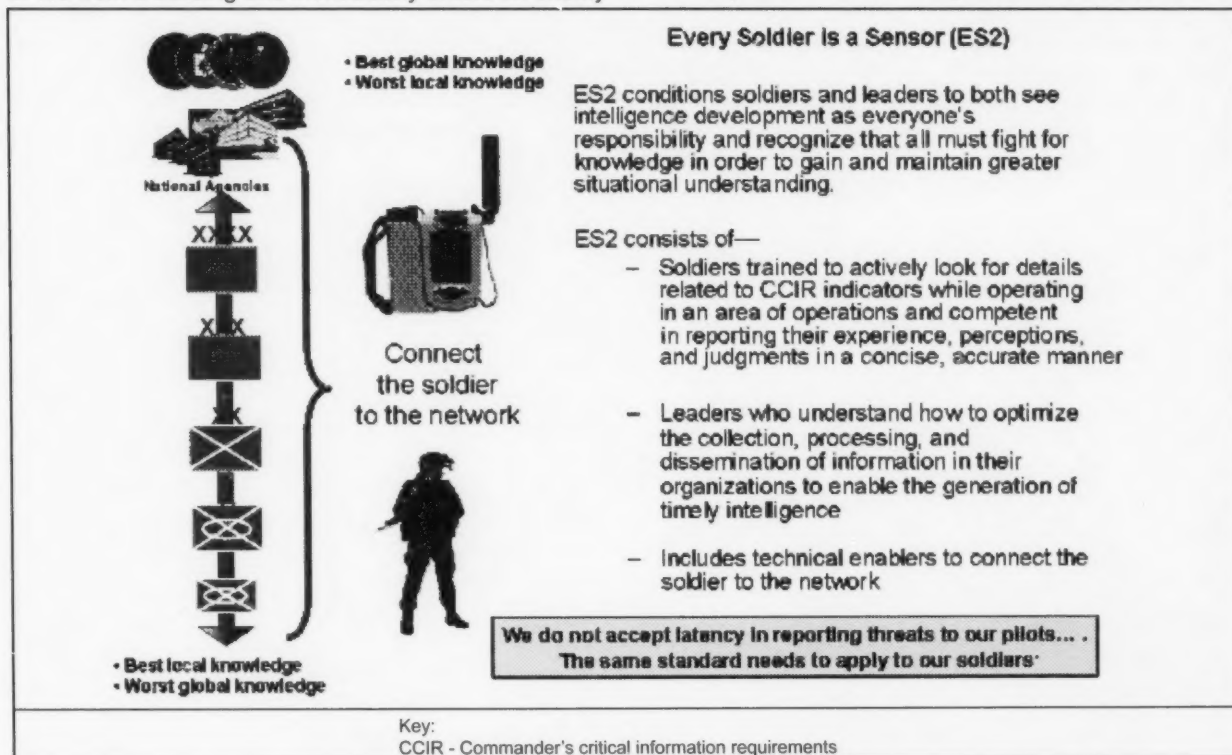 • Best global knowledge
• Worst local knowledge
National Agencies
XXXX
XXX
XX
• Best local knowledge
• Worst global knowledge
Connect
the soldier
to the network
Every Soldier is a Sensor (ES2)
ES2 conditions soldiers and leaders to both see
intelligence development as everyone's
responsibility and recognize that all must fight for
knowledge in order to gain and maintain greater
situational understanding.
ES2 consists of—
– Soldiers trained to actively look for details
related to CCIR indicators while operating
in an area of operations and competent
in reporting their experience, perceptions,
and judgments in a concise, accurate manner
– Leaders who understand how to optimize
the collection, processing, and
dissemination of information in their
organizations to enable the generation of
timely intelligence
– Includes technical enablers to connect the
soldier to the network
We do not accept latency in reporting threats to our pilots... .
The same standard needs to apply to our soldiers.
Key:
CCIR - Commander's critical information requirements